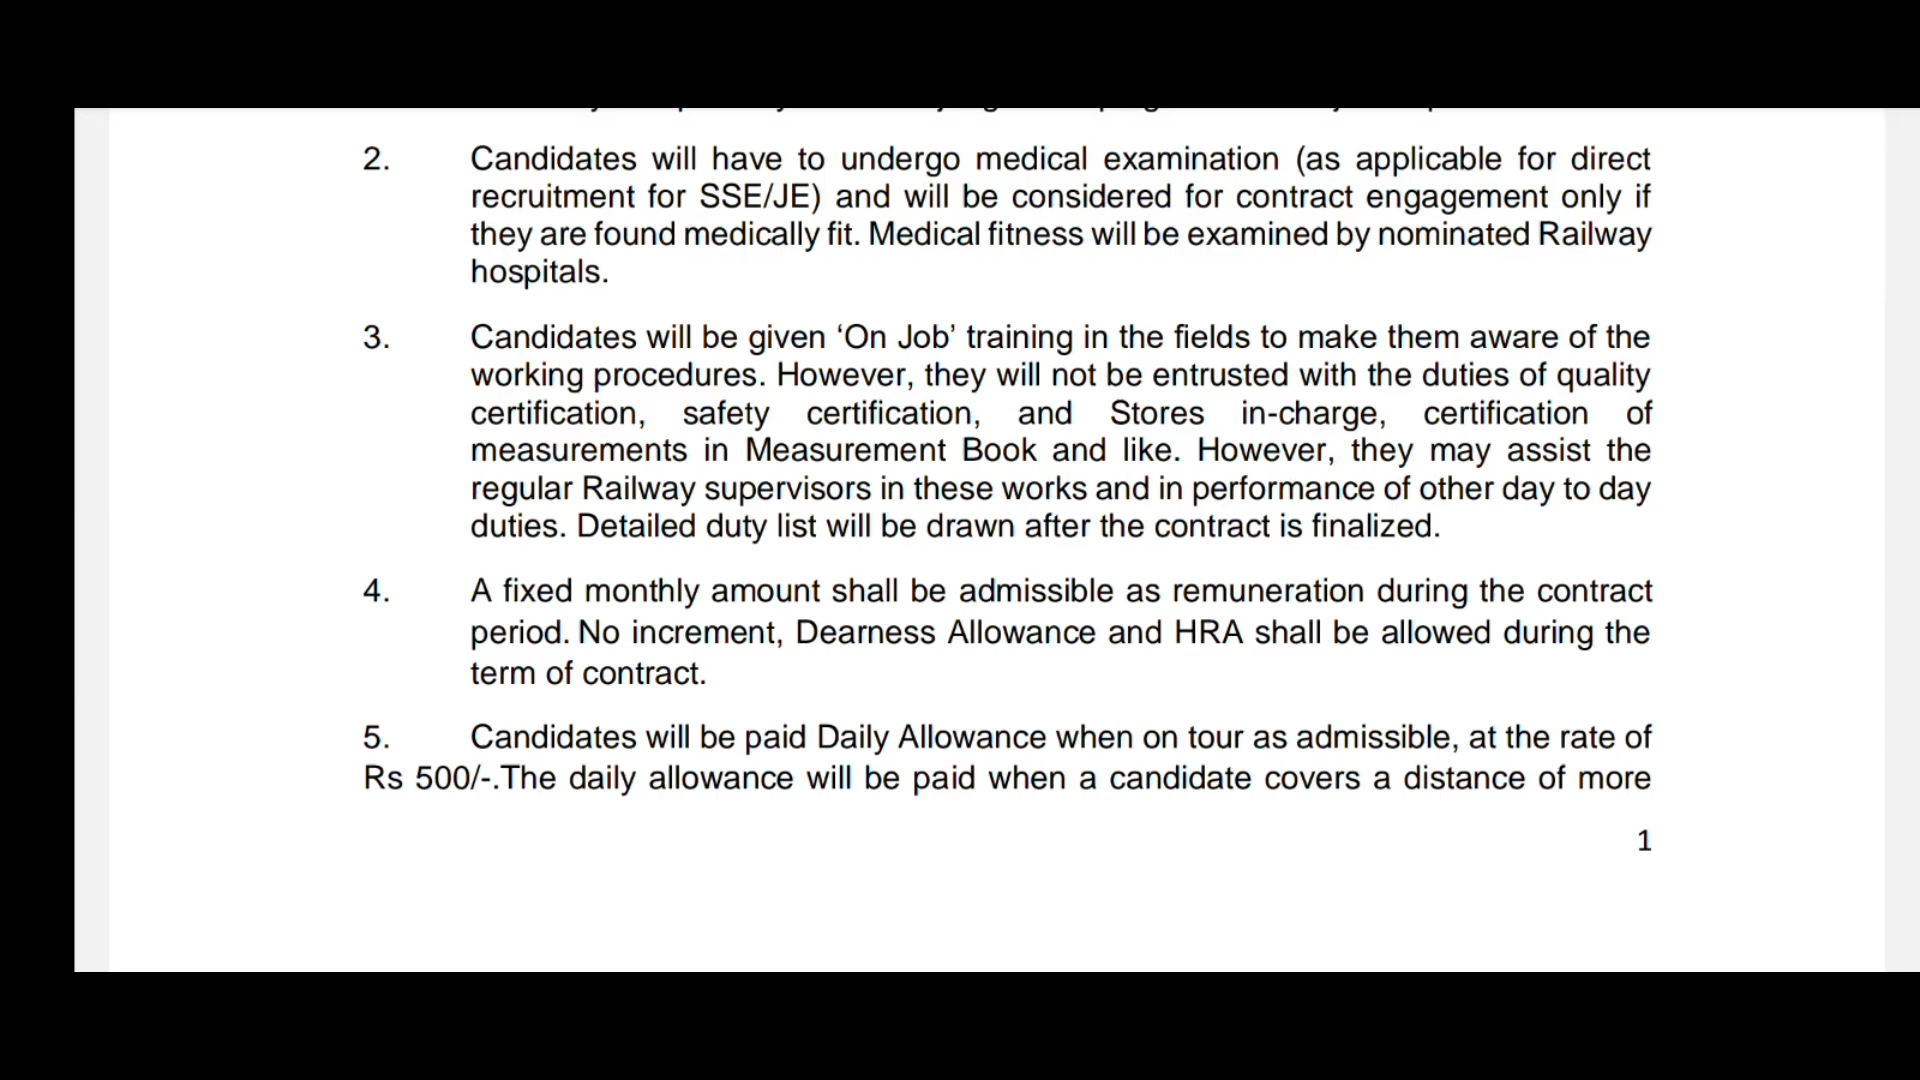 2. Candidates will have to undergo medical examination (as applicable for direct
recruitment for SSE/JE) and will be considered for contract engagement only if
they are found medically fit. Medical fitness will be examined by nominated Railway
hospitals.
3. Candidates will be given ‘On Job’ training in the fields to make them aware of the
working procedures. However, they will not be entrusted with the duties of quality
certification, safety certification, and Stores in-charge, certification of
measurements in Measurement Book and like. However, they may assist the
regular Railway supervisors in these works and in performance of other day to day
duties. Detailed duty list will be drawn after the contract is finalized.
4. A fixed monthly amount shall be admissible as remuneration during the contract
period. No increment, Dearness Allowance and HRA shall be allowed during the
term of contract.
5. Candidates will be paid Daily Allowance when on tour as admissible, at the rate of
Rs 500/-.The daily allowance will be paid when a candidate covers a distance of more
1